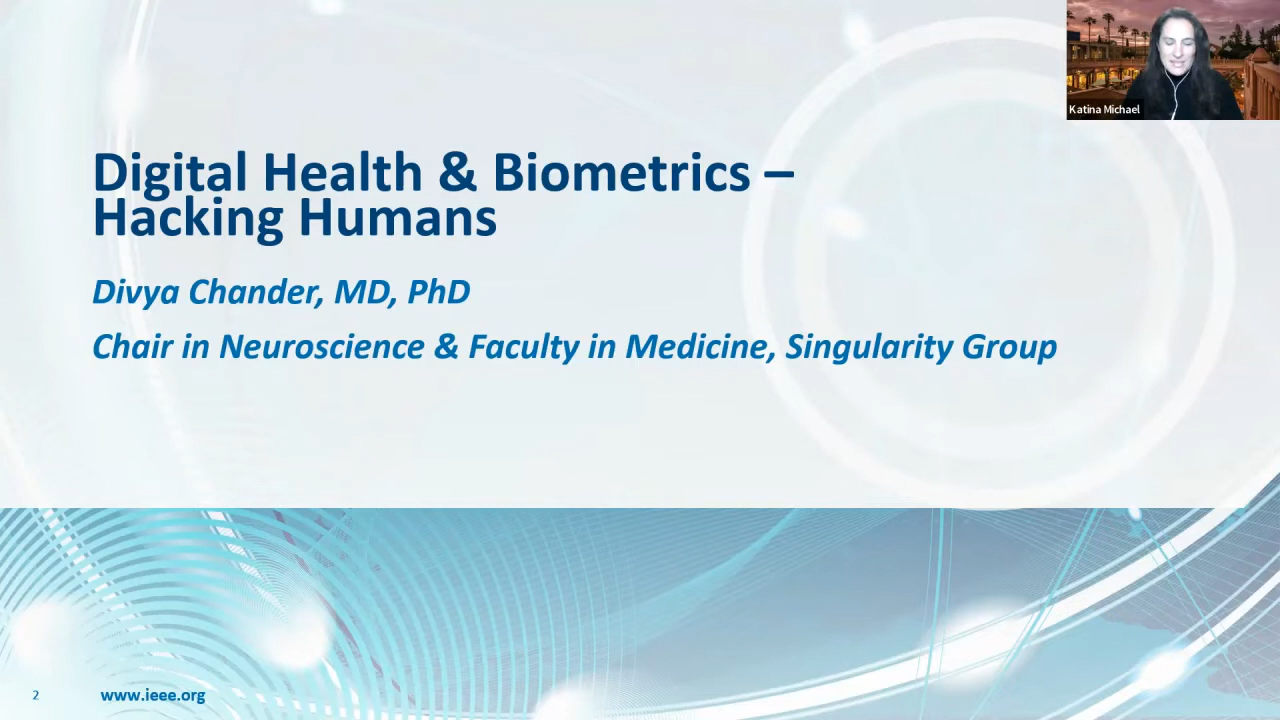 Katina Michael
Digital Health & Biometrics –
Hacking Humans
Divya Chander, MD, PhD
Chair in Neuroscience & Faculty in Medicine, Singularity Group
2
www.ieee.org